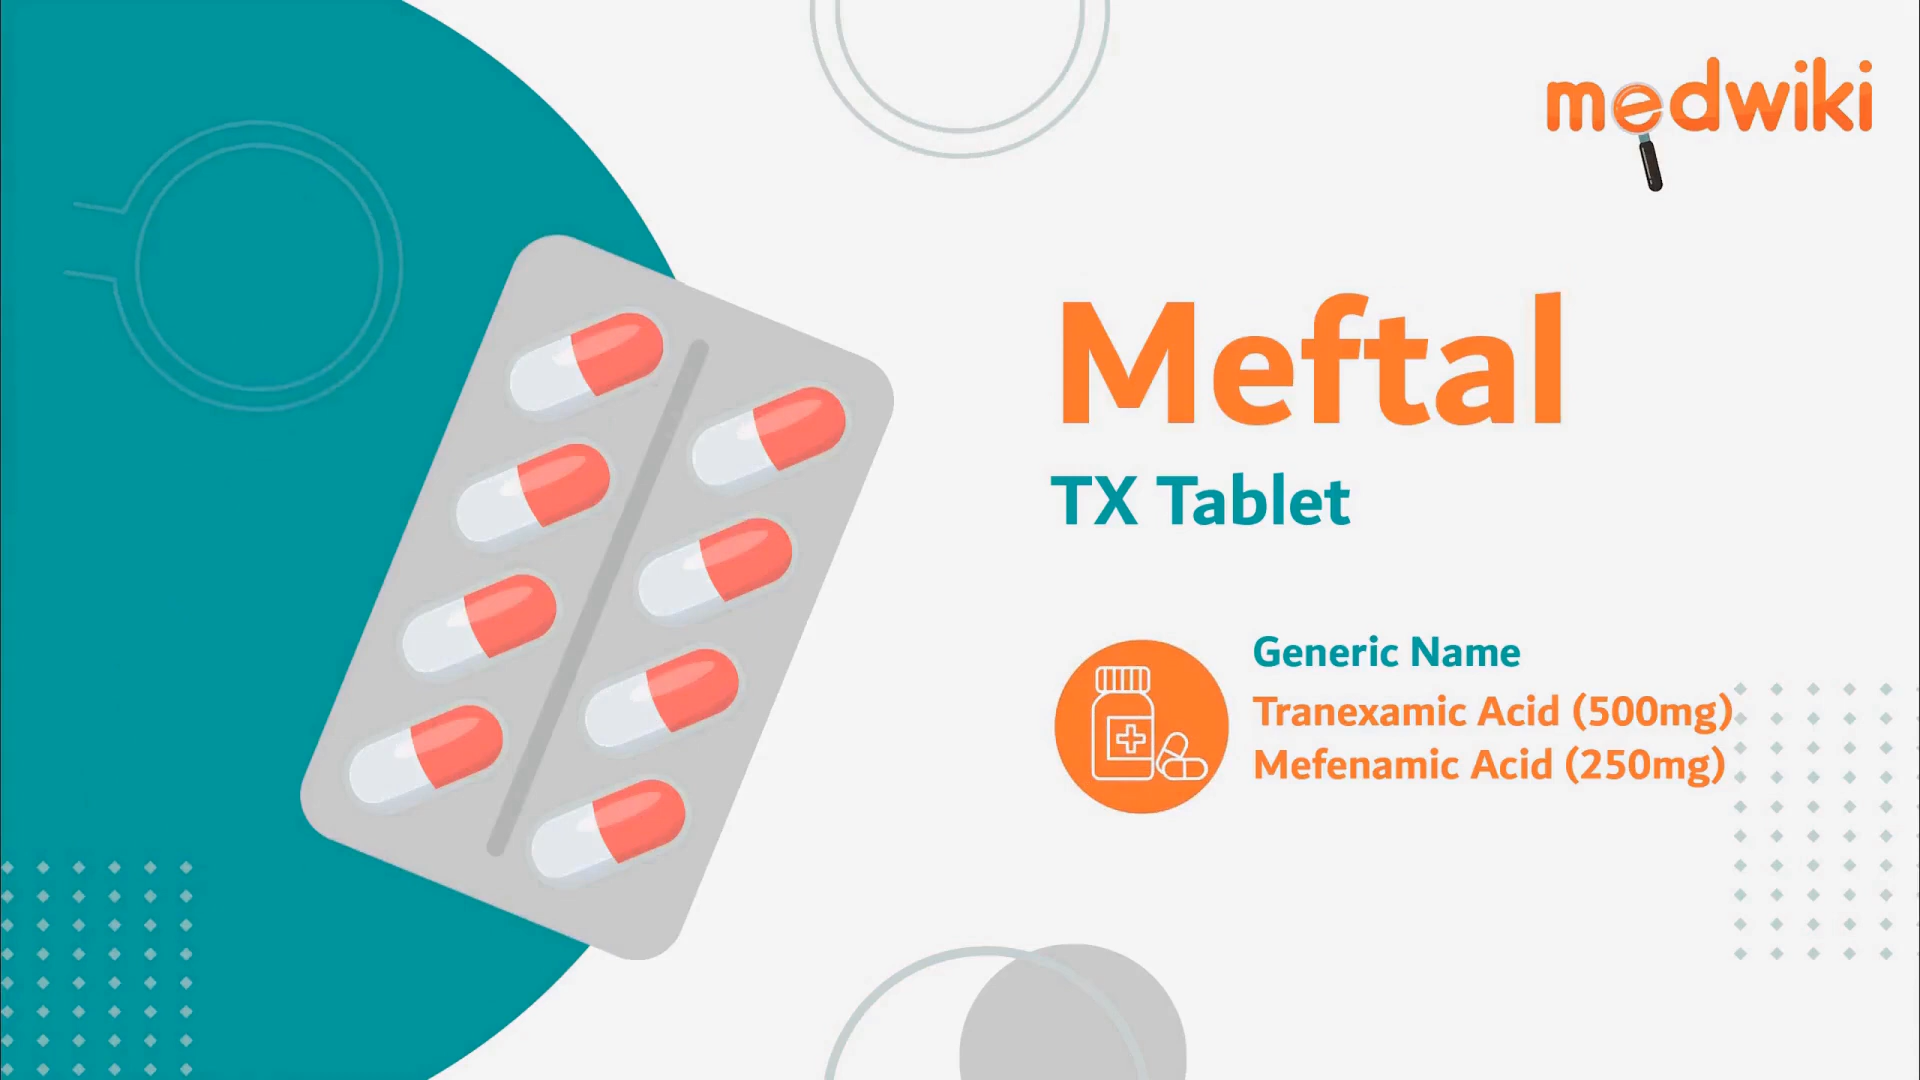 medwiki
Meftal
TX Tablet
Generic Name
Tranexamic Acid (500mg)
Mefenamic Acid (250mg)